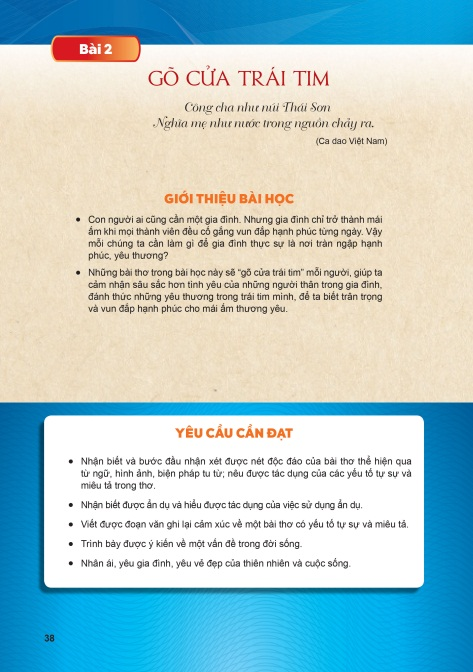 Bài 2
GÕ CỬA TRÁI TIM
Công cha như núi Thái Sơn
Nghĩa mẹ như nước trong nguồn chảy ra.
(Ca dao Việt Nam)
GIỚI THIỆU BÀI HỌC
• Con người ai cũng cần một gia đình. Nhưng gia đình chỉ trở thành mái
ấm khi mọi thành viên đều cố gắng vun đắp hạnh phúc từng ngày. Vậy
mỗi chúng ta cần làm gì để gia đình thực sự là nơi tràn ngập hạnh
phúc, yêu thương?
• Những bài thơ trong bài học này sẽ “gõ cửa trái tim” mỗi người, giúp ta
cảm nhận sâu sắc hơn tình yêu của những người thân trong gia đình,
đánh thức những yêu thương trong trái tim mình, để ta biết trân trọng
và vun đắp hạnh phúc cho mái ấm thương yêu.
YÊU CẦU CẦN ĐẠT
• Nhận biết và bước đầu nhận xét được nét độc đáo của bài thơ thể hiện qua
từ ngữ, hình ảnh, biện pháp tu từ; nêu được tác dụng của các yếu tố tự sự và
miêu tả trong thơ.
• Nhận biết được ẩn dụ và hiểu được tác dụng của việc sử dụng ẩn dụ.
• Viết được đoạn văn ghi lại cảm xúc về một bài thơ có yếu tố tự sự và miêu tả.
• Trình bày được ý kiến về một vấn đề trong đời sống.
• Nhân ái, yêu gia đình, yêu vẻ đẹp của thiên nhiên và cuộc sống.
38